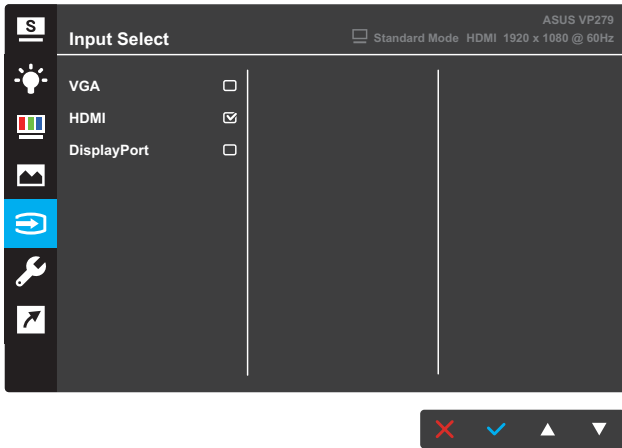 S
ASUS VP279
Input Select
Standard Mode HDMI 1920 x 1080 @ 60Hz
VGA
HDMI
DisplayPort